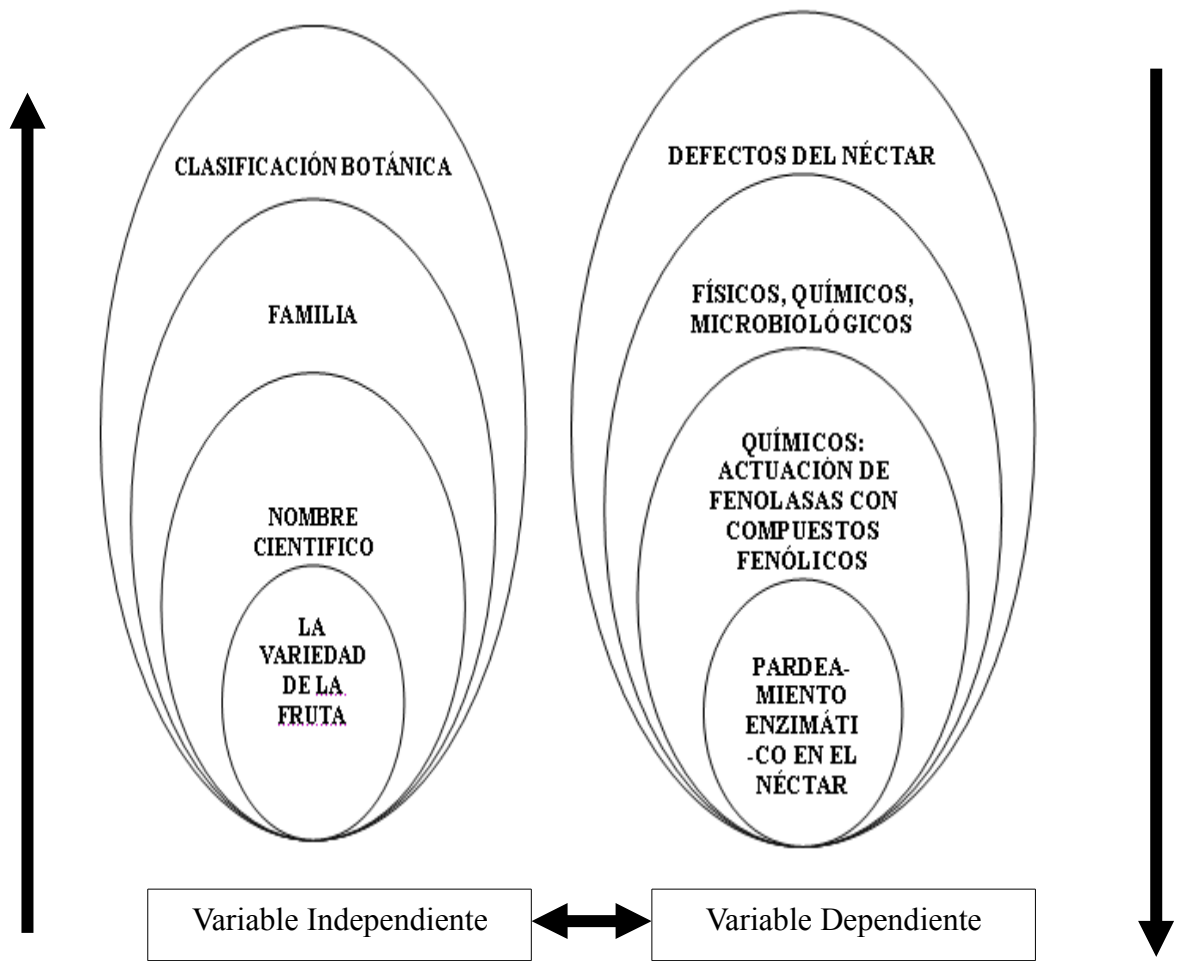 CLASIFICACIÓN BOTÁNICA
FAMILIA
NOMBRE
CIENTIFICO
LA
VARIEDAD
DE LA
FRUTA
DEFECTOS DEL NÉCTAR
FÍSICOS, QUÍMICOS,
MICROBIOLÓGICOS
QUÍMICOS:
ACTUACIÓN DE
FENOLASAS CON
COMPUESTOS
FENÓLICOS
PARDEA-
MIENTO
ENZIMÁTI
-CO EN EL
NÉCTAR
Variable Independiente
Variable Dependiente